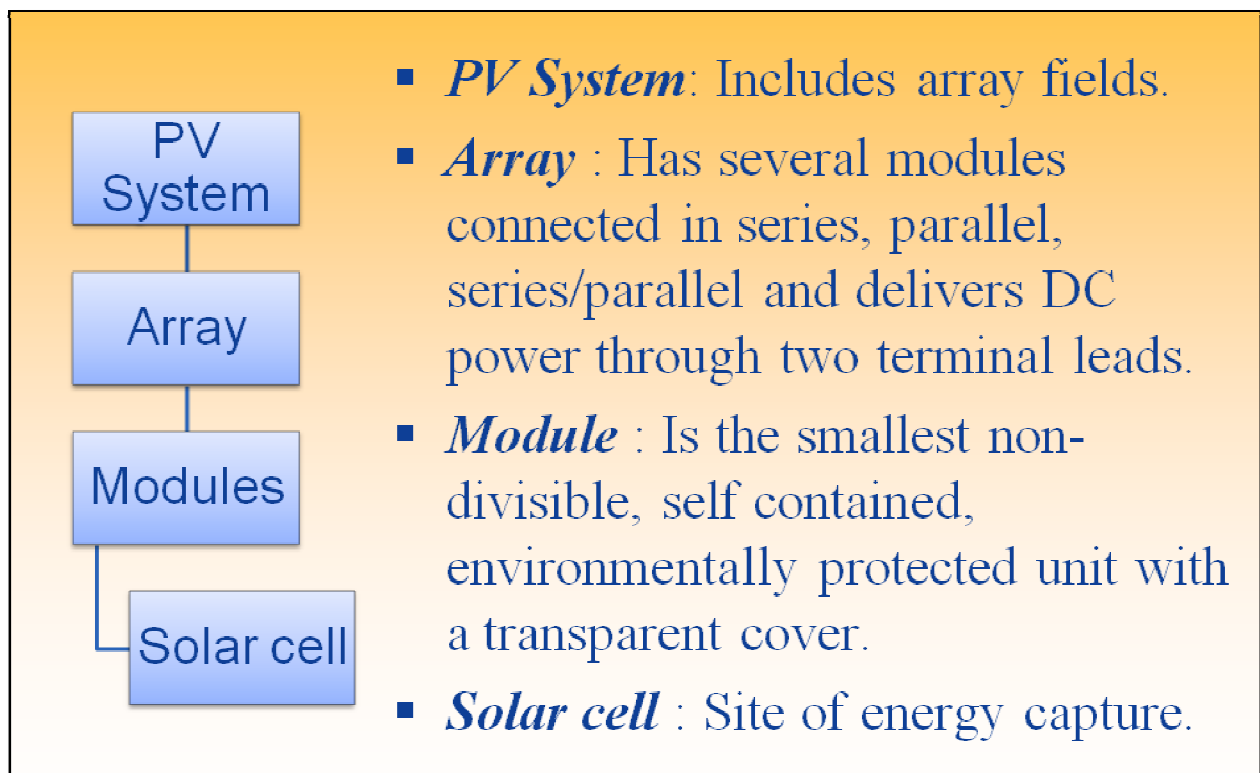 PV
System
Array
Modules
Solar cell
▪ PV System: Includes array fields.
▪ Array : Has several modules
connected in series, parallel,
series/parallel and delivers DC
power through two terminal leads.
▪ Module : Is the smallest non-
divisible, self contained,
environmentally protected unit with
a transparent cover.
▪ Solar cell : Site of energy capture.